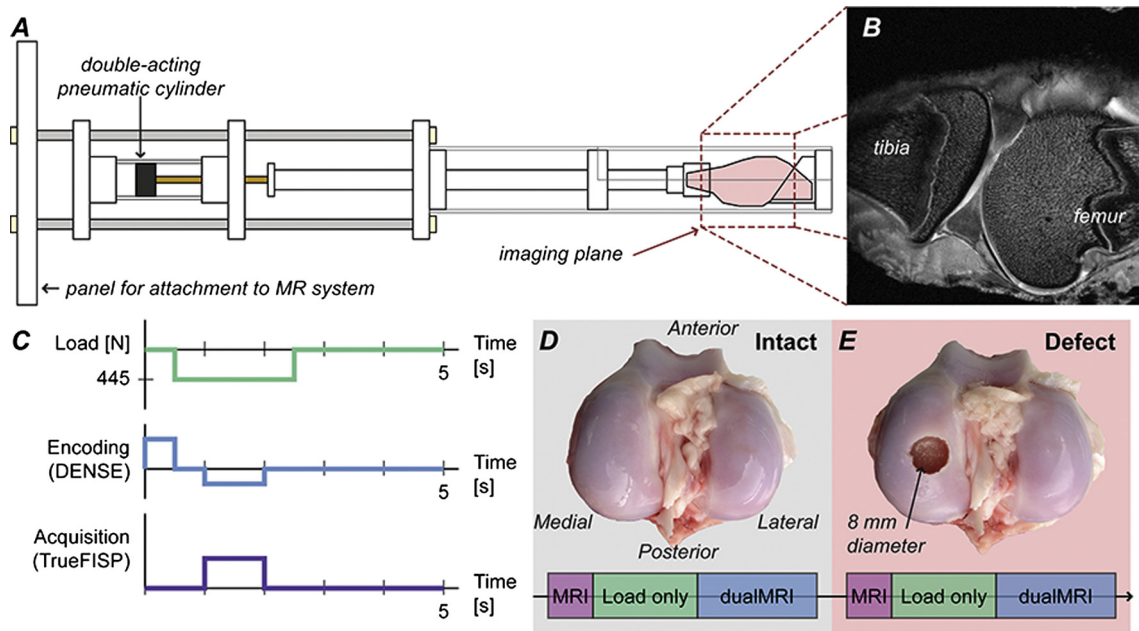 A
double-acting
pneumatic cylinder
imaging plane
← panel for attachment to MR system
B
tibia
femur
C
Load [N]
445
Time
[s]
5
Encoding
(DENSE)
Time
[s]
5
Acquisition
(TrueFISP)
Time
[s]
5
D
Anterior
Intact
Medial
Lateral
Posterior
MRI
Load only
dualMRI
E
Defect
8 mm
diameter
MRI
Load only
dualMRI